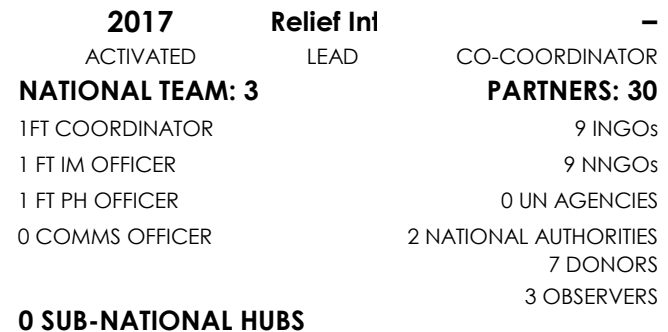 2017 Relief Int –
ACTIVATED LEAD CO-COORDINATOR
NATIONAL TEAM: 3 PARTNERS: 30
1FT COORDINATOR 9 INGOs
1 FT IM OFFICER 9 NNGOs
1 FT PH OFFICER 0 UN AGENCIES
0 COMMS OFFICER 2 NATIONAL AUTHORITIES
7 DONORS
3 OBSERVERS
0 SUB-NATIONAL HUBS